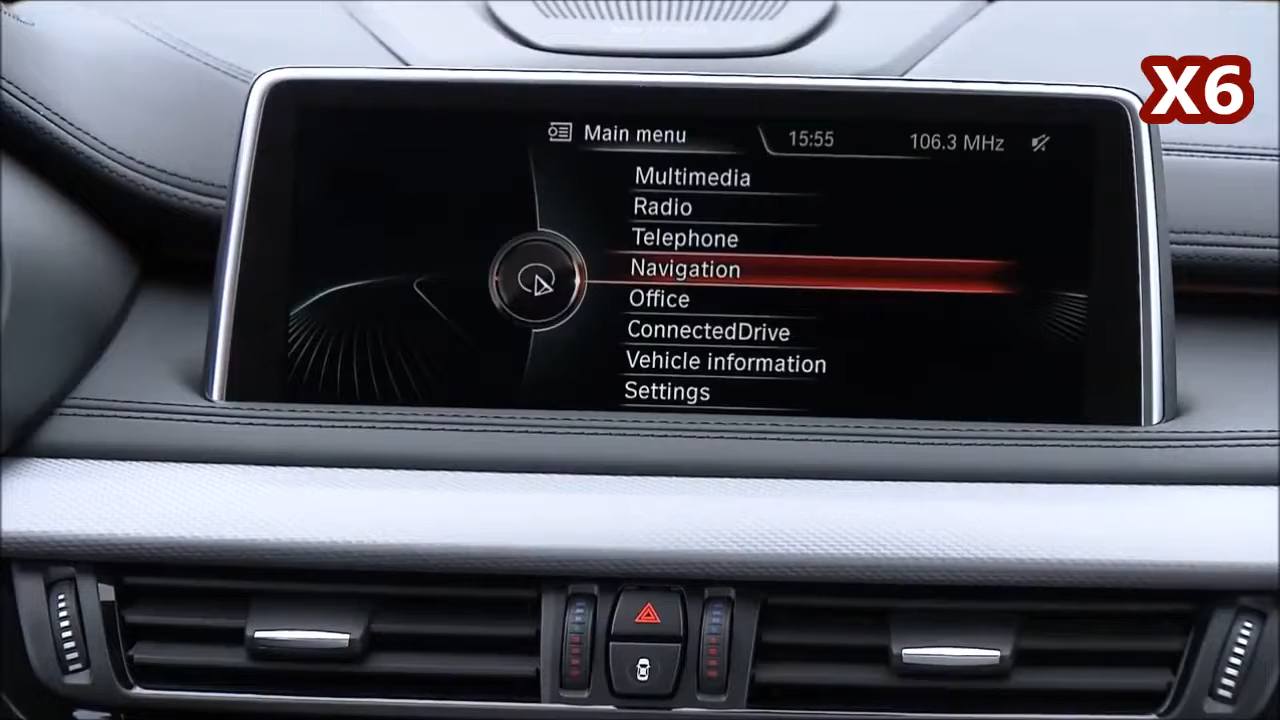 X6
Main menu
15:55
106.3 MHz
Multimedia
Radio
Telephone
Navigation
Office
ConnectedDrive
Vehicle information
Settings